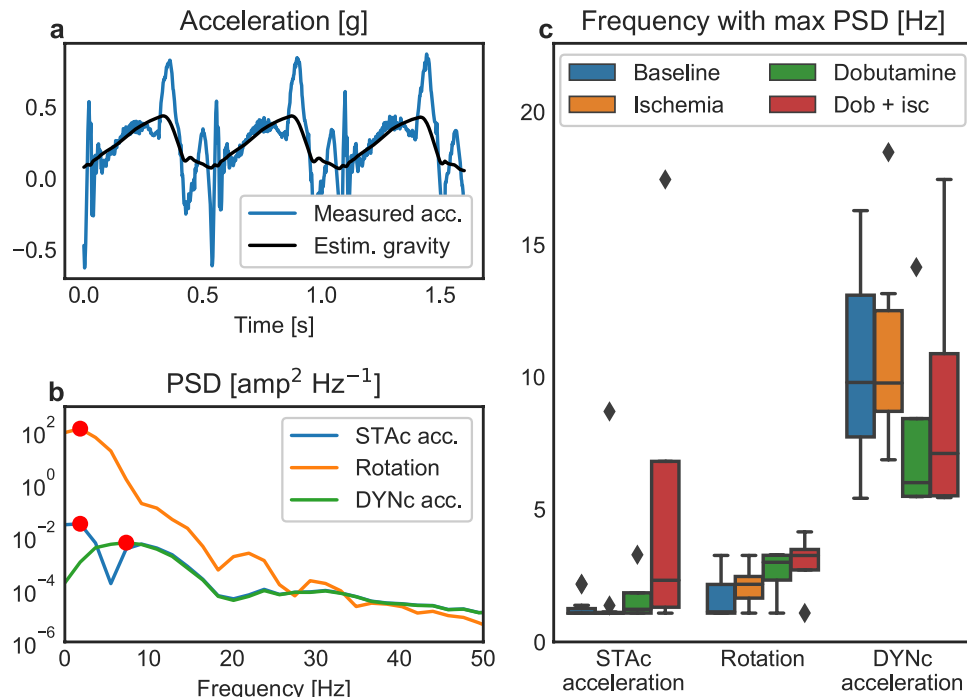 a
Acceleration [g]
0.5
0.0
−0.5
Measured acc.
Estim. gravity
0.0
0.5
1.0
1.5
Time [s]
b
PSD [amp² Hz⁻¹]
10²
10⁰
10⁻²
10⁻⁴
10⁻⁶
STAc acc.
Rotation
DYNc acc.
0
10
20
30
40
50
Frequency [Hz]
c
Frequency with max PSD [Hz]
Baseline
Ischemia
Dobutamine
Dob + isc
20
15
10
5
0
STAc
acceleration
Rotation
DYNc
acceleration